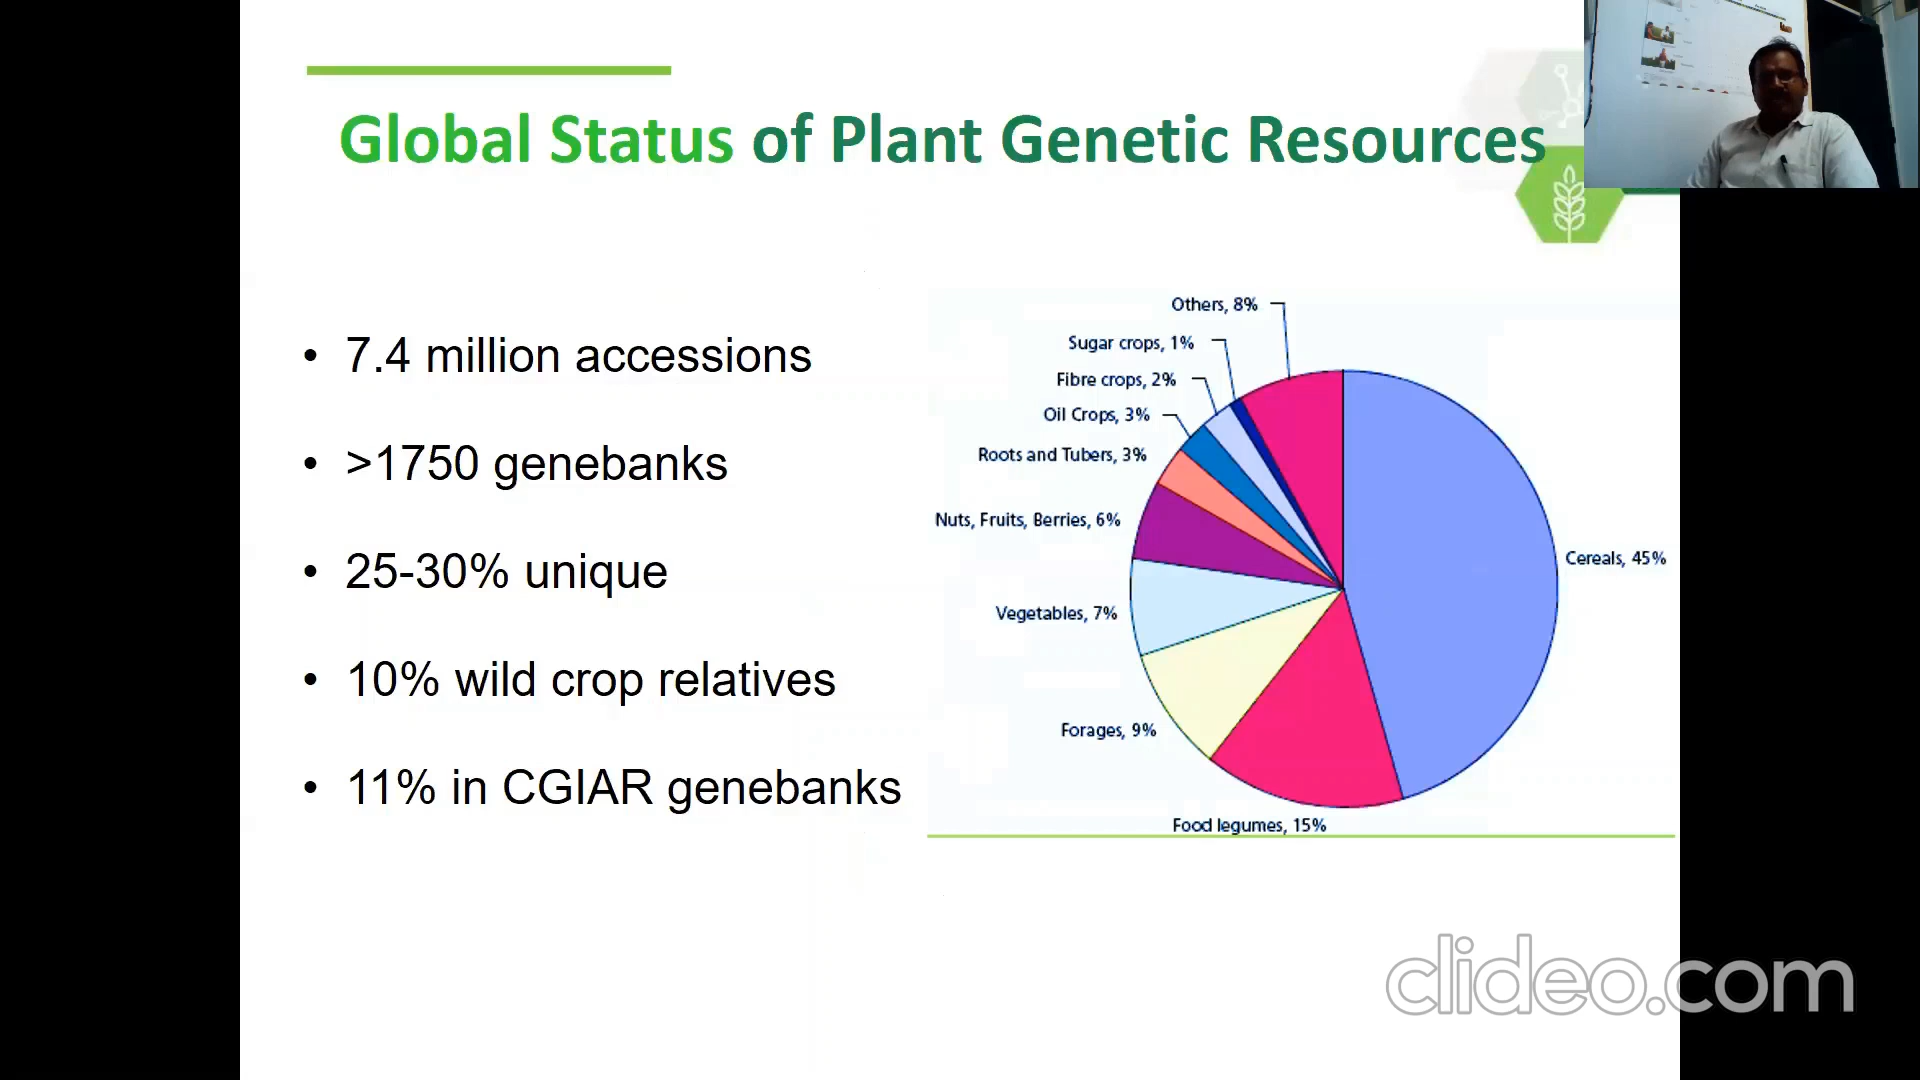 Global Status of Plant Genetic Resources
• 7.4 million accessions
• >1750 genebanks
• 25-30% unique
• 10% wild crop relatives
• 11% in CGIAR genebanks
Others, 8%
Sugar crops, 1%
Fibre crops, 2%
Oil Crops, 3%
Roots and Tubers, 3%
Nuts, Fruits, Berries, 6%
Cereals, 45%
Vegetables, 7%
Forages, 9%
Food legumes, 15%
clideo.com